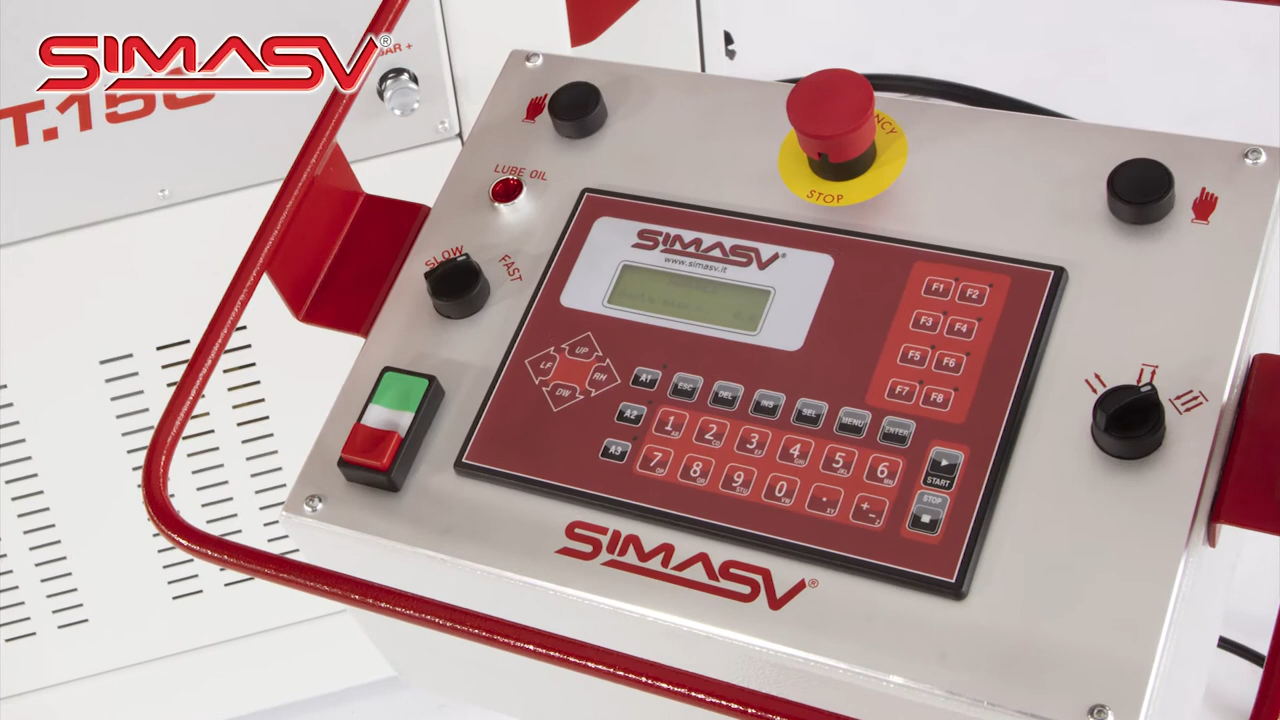 SIMASV®
BAR +
T.150
LUBE OIL
SLOW
FAST
STOP
SIMASV®
www.simasv.it
F1 F2
F3 F4
F5 F6
F7 F8
UP
LF RH
DW
A1 ESC DEL INS SEL MENU ENTER
A2 1 2 3 4 5 6
A3 7 8 9 0 . +-
START
STOP
SIMASV®